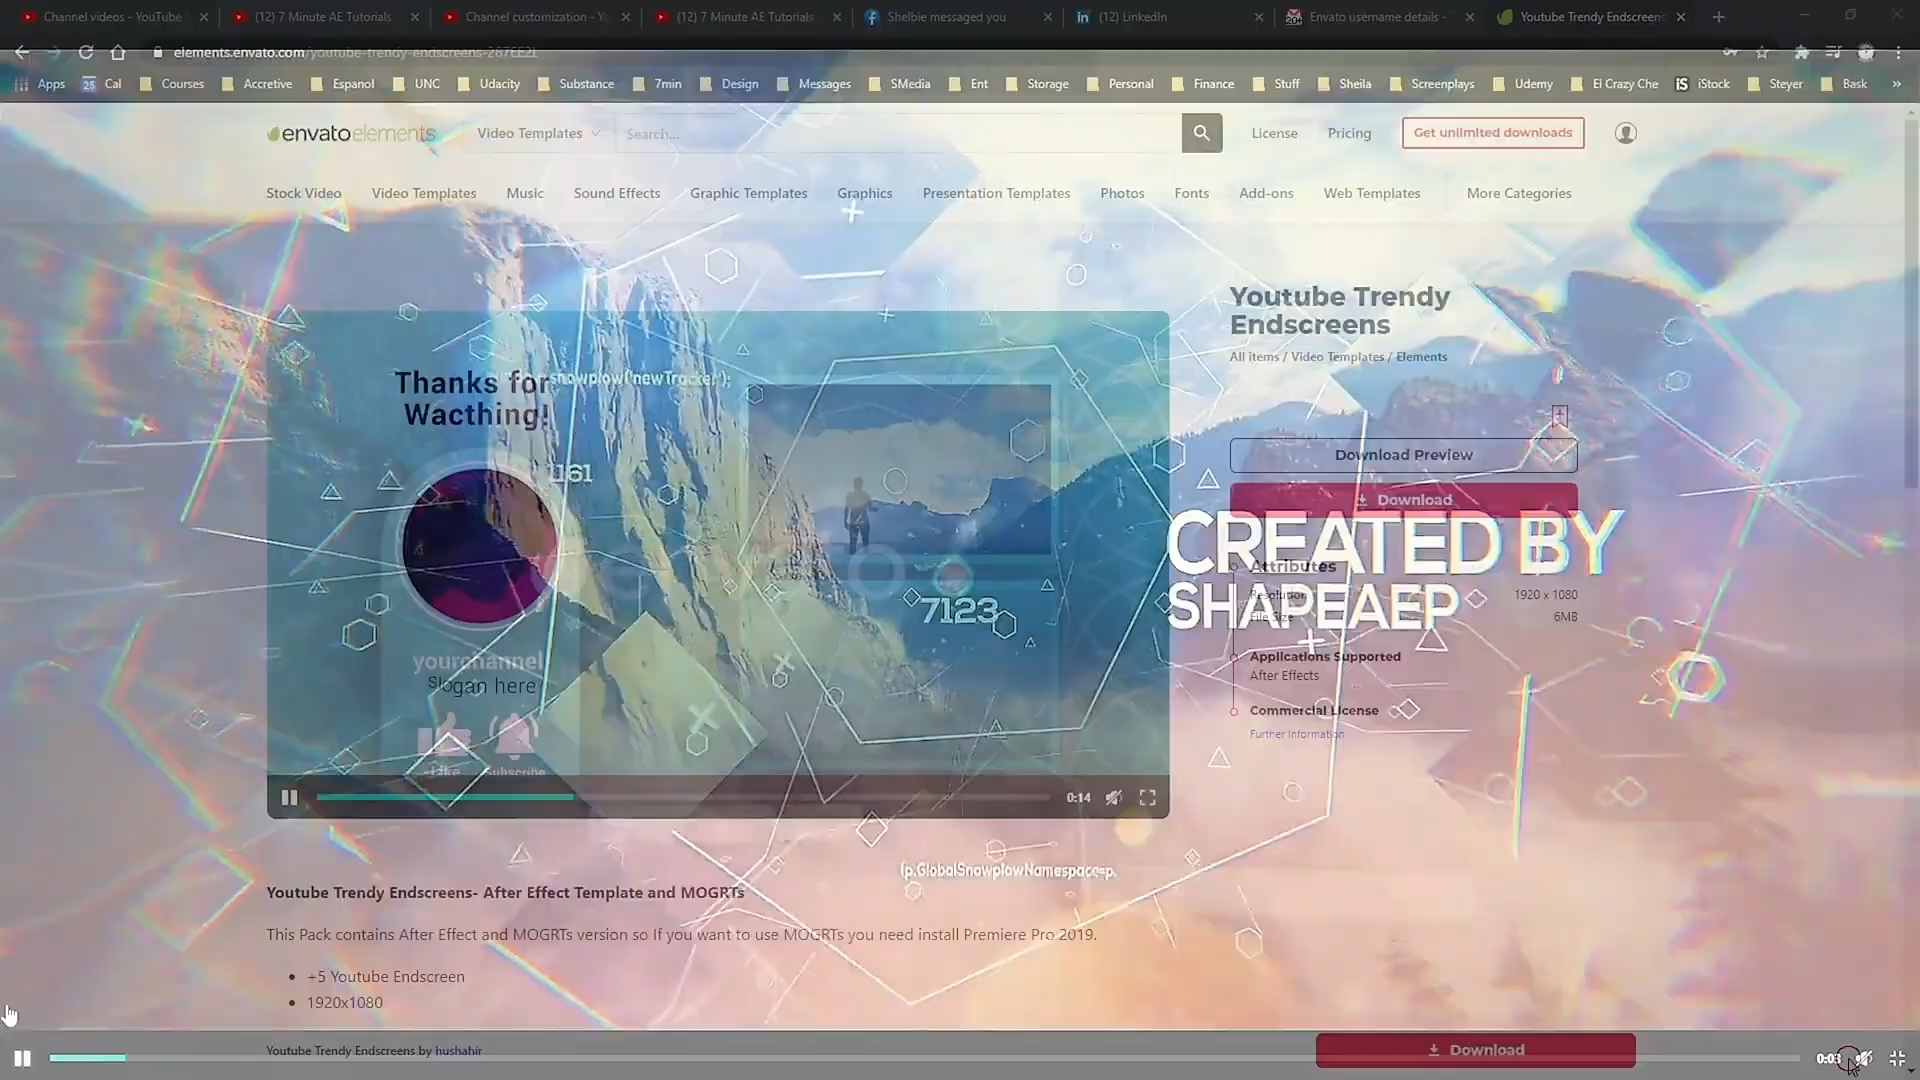 Channel videos - YouTube
(12) 7 Minute AE Tutorials
Channel customization - Yo
(12) 7 Minute AE Tutorials
Shelbie messaged you
(12) LinkedIn
Envato username details -
Youtube Trendy Endscreens
elements.envato.com/youtube-trendy-endscreens-287EE2L
Apps
Cal
Courses
Accretive
Espanol
UNC
Udacity
Substance
7min
Design
Messages
SMedia
Ent
Storage
Personal
Finance
Stuff
Sheila
Screenplays
Udemy
El Crazy Che
iStock
Steyer
Bask
envatoelements
Video Templates
Search...
License
Pricing
Get unlimited downloads
Stock Video
Video Templates
Music
Sound Effects
Graphic Templates
Graphics
Presentation Templates
Photos
Fonts
Add-ons
Web Templates
More Categories
Youtube Trendy
Endscreens
All items / Video Templates / Elements
Thanks for
Wacthing!
snowplow('newTracker');
1161
7123
yourchannel
Slogan here
Like
Subscribe
0:14
Download Preview
Download
CREATED BY
SHAPEAEP
Attributes
Resolution
1920 x 1080
File Size
6MB
Applications Supported
After Effects
Commercial License
Further Information
(p.GlobalSnowplowNamespace=p.
Youtube Trendy Endscreens- After Effect Template and MOGRTs
This Pack contains After Effect and MOGRTs version so If you want to use MOGRTs you need install Premiere Pro 2019.
+5 Youtube Endscreen
1920x1080
Youtube Trendy Endscreens by hushahir
Download
0:03